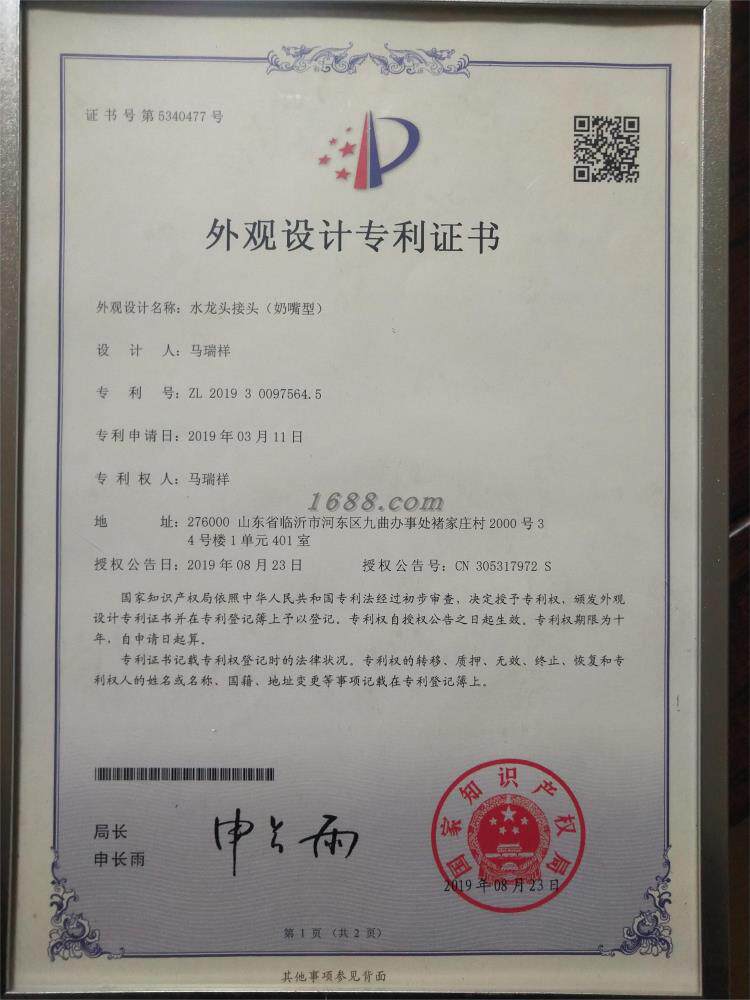 证书号第5340477号
外观设计专利证书
外观设计名称：水龙头接头（奶嘴型）
设计人：马瑞样
专利号：ZL 2019 3 0097564.5
专利申请日：2019年03月11日
专利权人：马瑞样
1688.com
地址：276000 山东省临沂市河东区九曲办事处褚家庄村2000号3
4号楼1单元401室
授权公告日：2019年08月23日 授权公告号：CN 305317972 S
国家知识产权局依照中华人民共和国专利法经过初步审查，决定授予专利权，颁发外观
设计专利证书并在专利登记簿上予以登记。专利权自授权公告之日起生效。专利权期限为十
年，自申请日起算。
专利证书记载专利权登记时的法律状况。专利权的转移、质押、无效、终止、恢复和专
利权人的姓名或名称、国籍、地址变更等事项记载在专利登记簿上。
局长
申长雨
申长雨
国家知识产权局
2019年08月23日
第1页（共2页）
其他事项参见背面